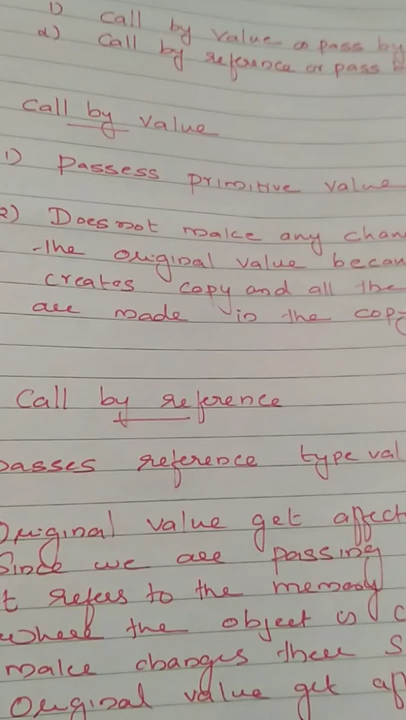 1) Call by value or pass by
2) Call by reference or pass
Call by value
1) Passess primitive value
2) Does not make any chan
the original value becau
creates copy and all the
are made in the copy
Call by reference
passes reference type val
Original value get affect
Since we are passing
t refers to the memory
where the object is c
make changes there s
Original value get af